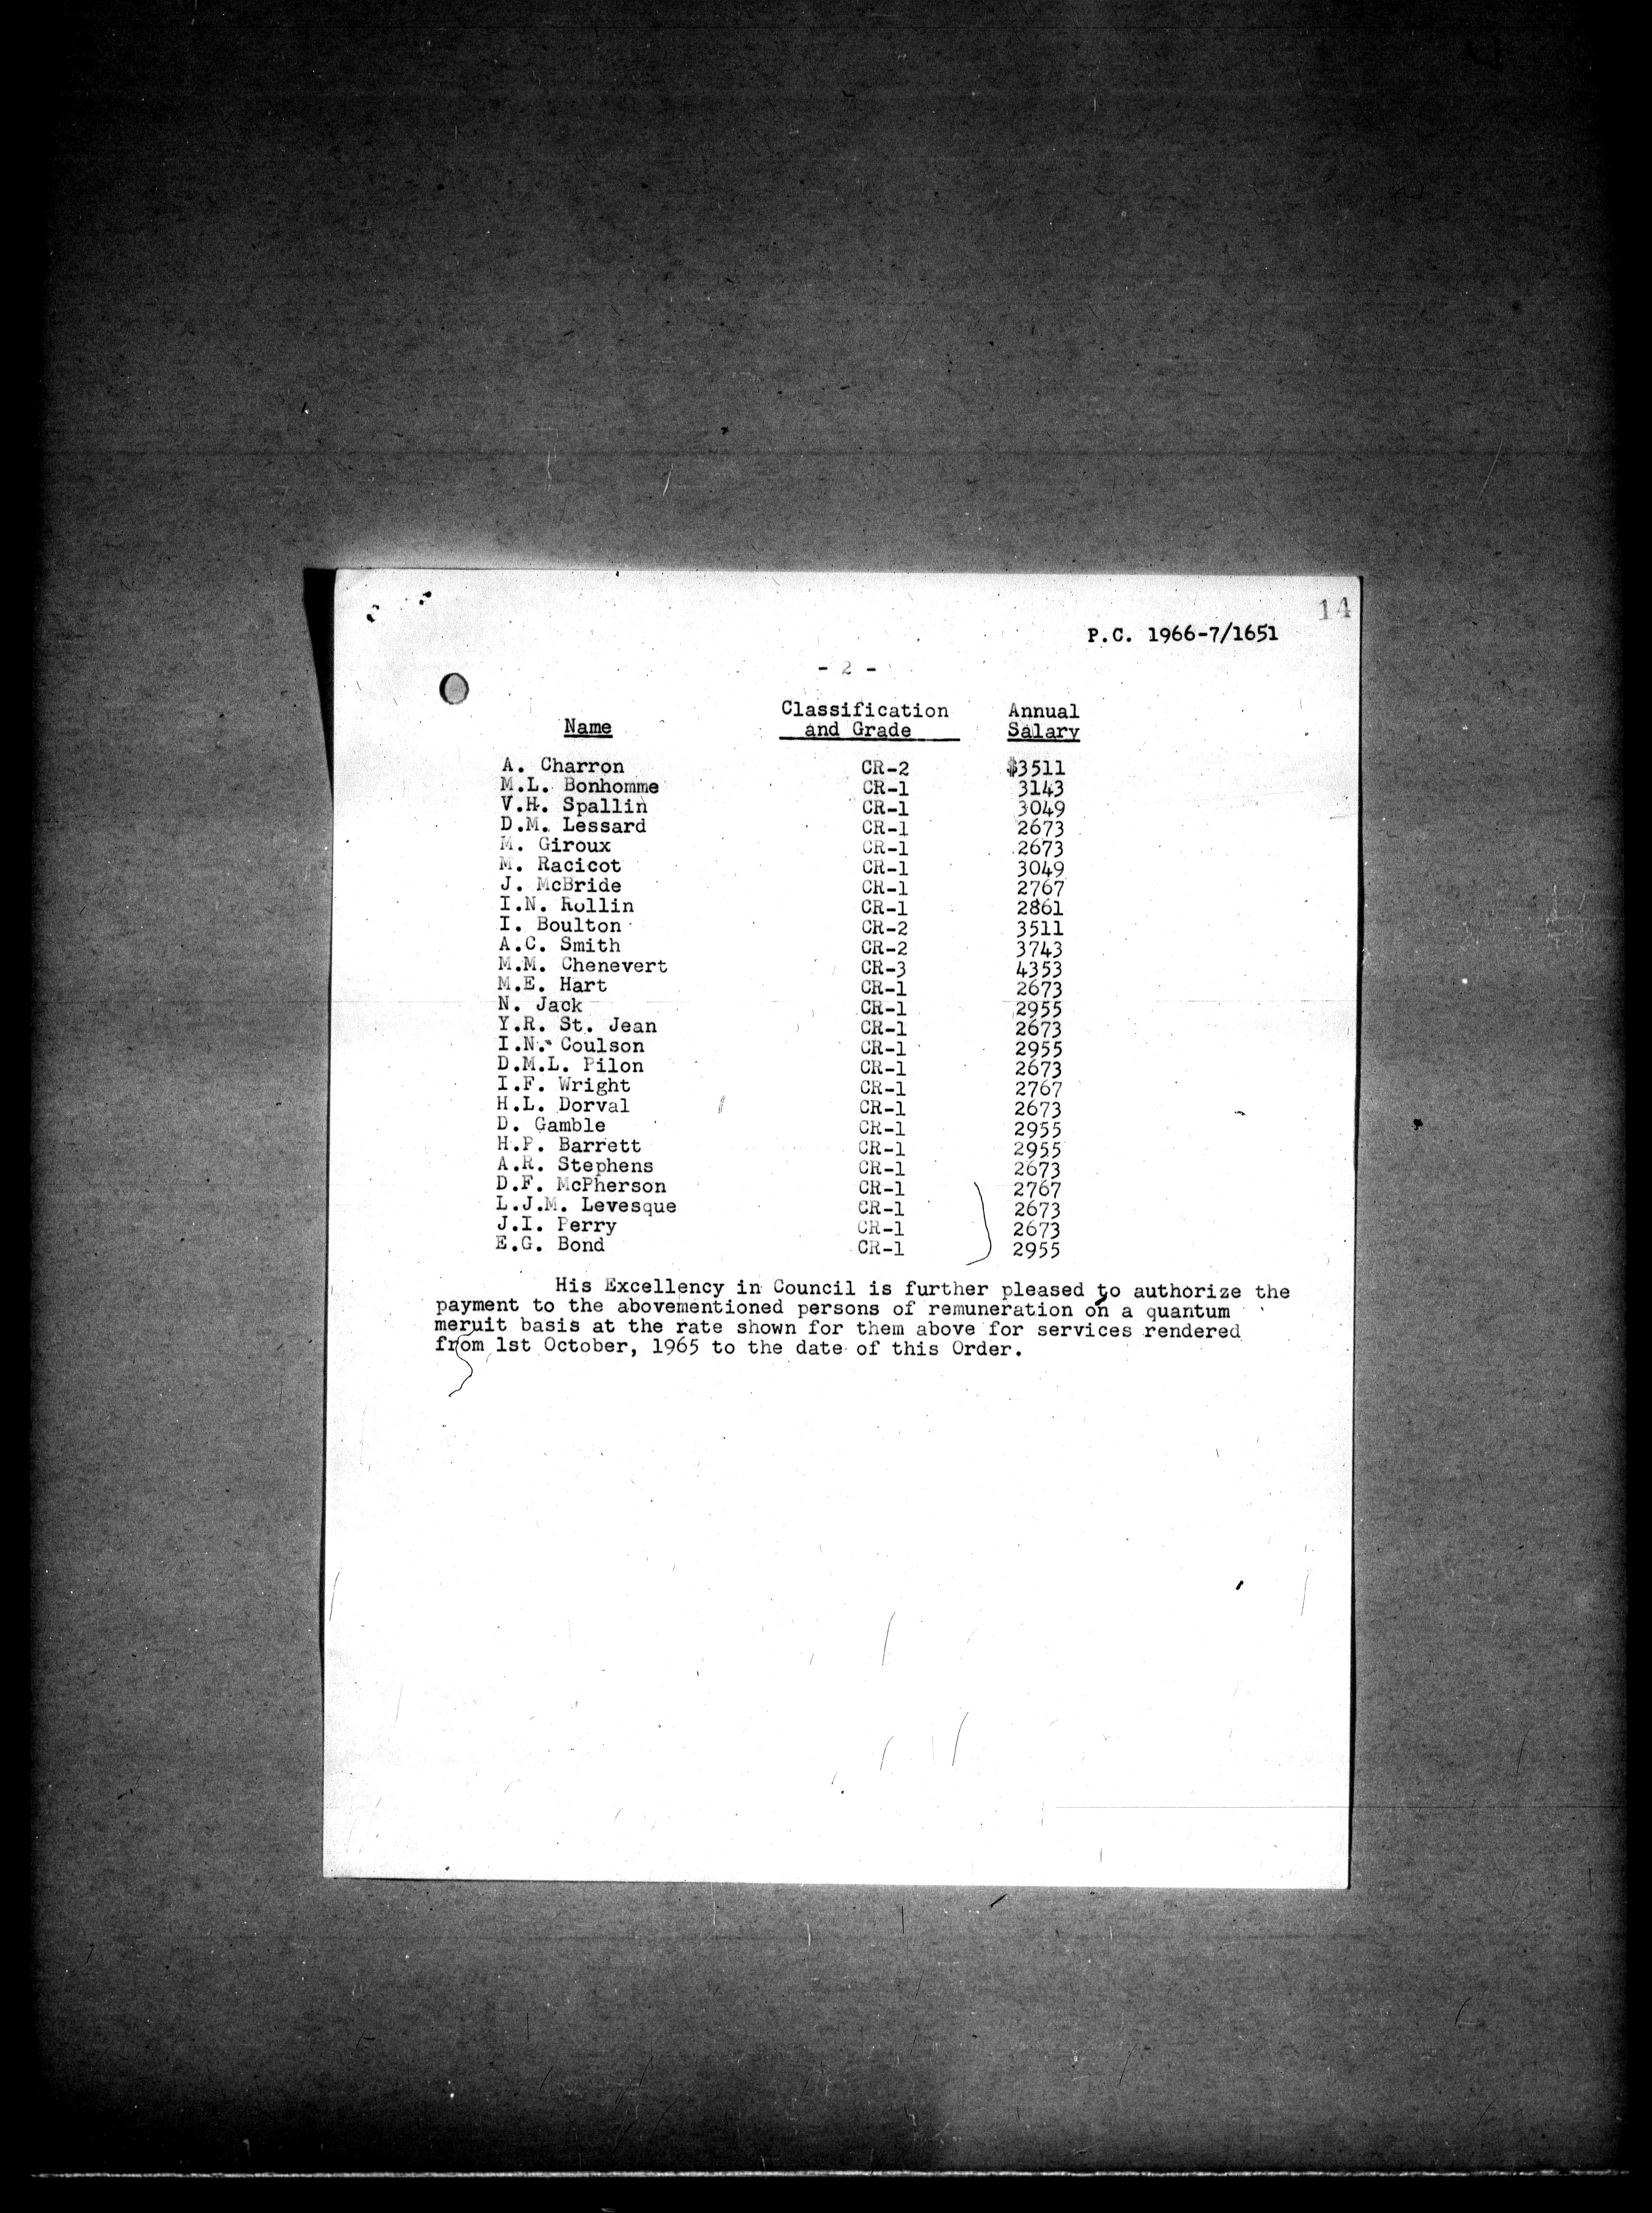 14
P.C. 1966-7/1651
- 2 -
Name Classification and Grade Annual Salary
A. Charron CR-2 $3511
M.L. Bonhomme CR-1 3143
V.H. Spallin CR-1 3049
D.M. Lessard CR-1 2673
M. Giroux CR-1 2673
M. Racicot CR-1 3049
J. McBride CR-1 2767
I.N. Rollin CR-1 2861
I. Boulton CR-2 3511
A.C. Smith CR-2 3743
M.M. Chenevert CR-3 4353
M.E. Hart CR-1 2673
N. Jack CR-1 2955
Y.R. St. Jean CR-1 2673
I.N. Coulson CR-1 2955
D.M.L. Pilon CR-1 2673
I.F. Wright CR-1 2767
H.L. Dorval CR-1 2673
D. Gamble CR-1 2955
H.P. Barrett CR-1 2955
A.R. Stephens CR-1 2673
D.F. McPherson CR-1 2767
L.J.M. Levesque CR-1 2673
J.I. Perry CR-1 2673
E.G. Bond CR-1 2955
His Excellency in Council is further pleased to authorize the
payment to the abovementioned persons of remuneration on a quantum
meruit basis at the rate shown for them above for services rendered
from 1st October, 1965 to the date of this Order.